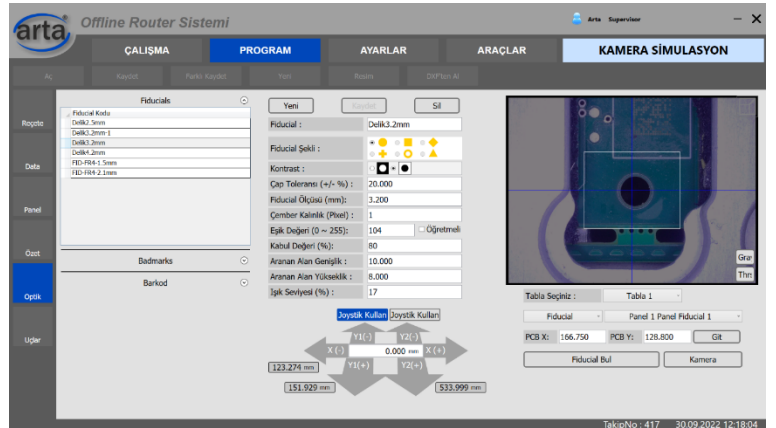 arta
Offline Router Sistemi
Arta Supervisor
ÇALIŞMA PROGRAM AYARLAR ARAÇLAR KAMERA SİMULASYON
Aç Kaydet Farklı Kaydet Yeni Resim DXF'ten Al
Reçete
Data
Panel
Özet
Optik
Uçlar
Fiducials
Fiducial Kodu
Delik2.5mm
Delik3.2mm-1
Delik3.2mm
Delik4.2mm
FID-FR4-1.5mm
FID-FR4-2.1mm
Badmarks
Barkod
Yeni Kaydet Sil
Fiducial : Delik3.2mm
Fiducial Şekli :
Kontrast :
Çap Toleransı (+/- %) : 20.000
Fiducial Ölçüsü (mm): 3.200
Çember Kalınlık (Pixel) : 1
Eşik Değeri (0 ~ 255): 104 Öğretmeli
Kabul Değeri (%): 80
Aranan Alan Genişlik : 10.000
Aranan Alan Yükseklik : 8.000
Işık Seviyesi (%) : 17
Joystik Kullan Joystik Kullan
Y1(-) Y2(-)
X (-) 0.000 mm X (+)
Y1(+) Y2(+)
123.274 mm
151.929 mm 533.999 mm
Gra
Thr
Tabla Seçiniz : Tabla 1
Fiducial Panel 1 Panel Fiducial 1
PCB X: 166.750 PCB Y: 128.800 Git
Fiducial Bul Kamera
TakipNo : 417 30.09.2022 12:18:04